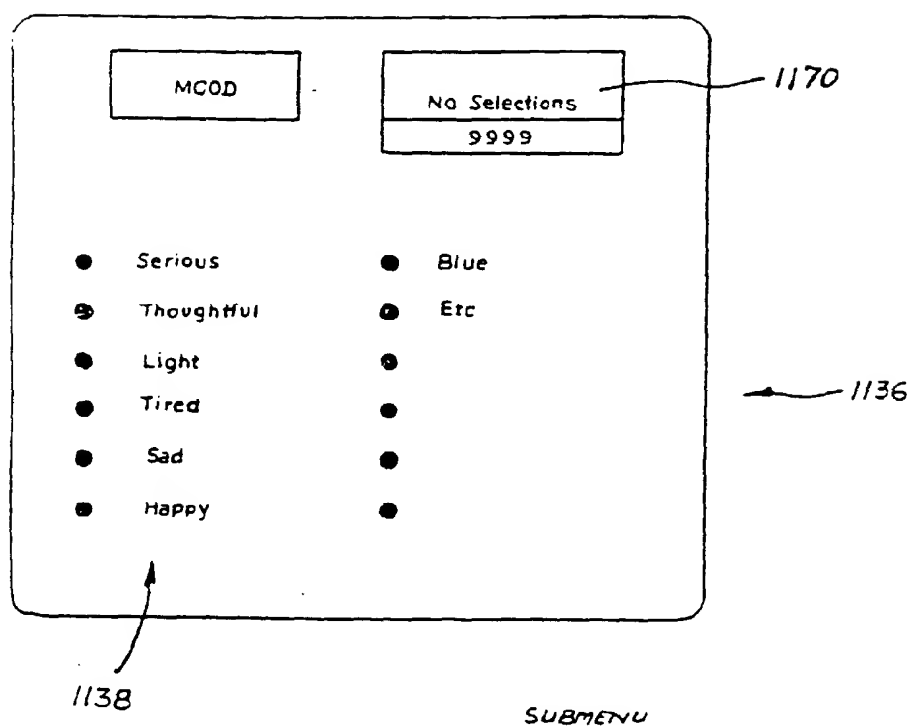 MCOD
No Selections
9999
1170
Serious
Blue
Thoughtful
Etc
Light
Tired
Sad
Happy
1136
1138
SUBMENU